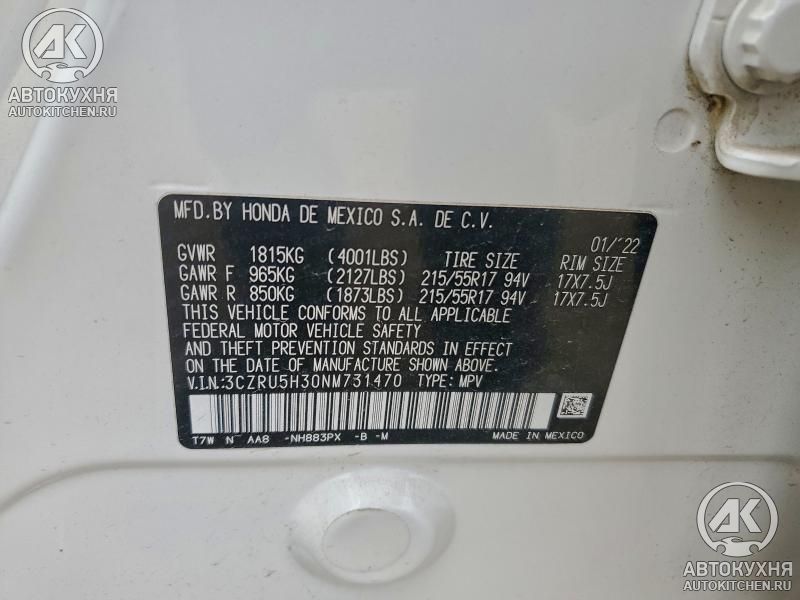 AK
АВТОКУХНЯ
AUTOKITCHEN.RU
MFD.BY HONDA DE MEXICO S.A. DE C.V.
01/'22
GVWR 1815KG (4001LBS) TIRE SIZE RIM SIZE
GAWR F 965KG (2127LBS) 215/55R17 94V 17X7.5J
GAWR R 850KG (1873LBS) 215/55R17 94V 17X7.5J
THIS VEHICLE CONFORMS TO ALL APPLICABLE
FEDERAL MOTOR VEHICLE SAFETY
AND THEFT PREVENTION STANDARDS IN EFFECT
ON THE DATE OF MANUFACTURE SHOWN ABOVE.
V.I.N:3CZRU5H30NM731470 TYPE: MPV
T7W N AA8 -NH883PX -B -M MADE IN MEXICO
AK
АВТОКУХНЯ
AUTOKITCHEN.RU